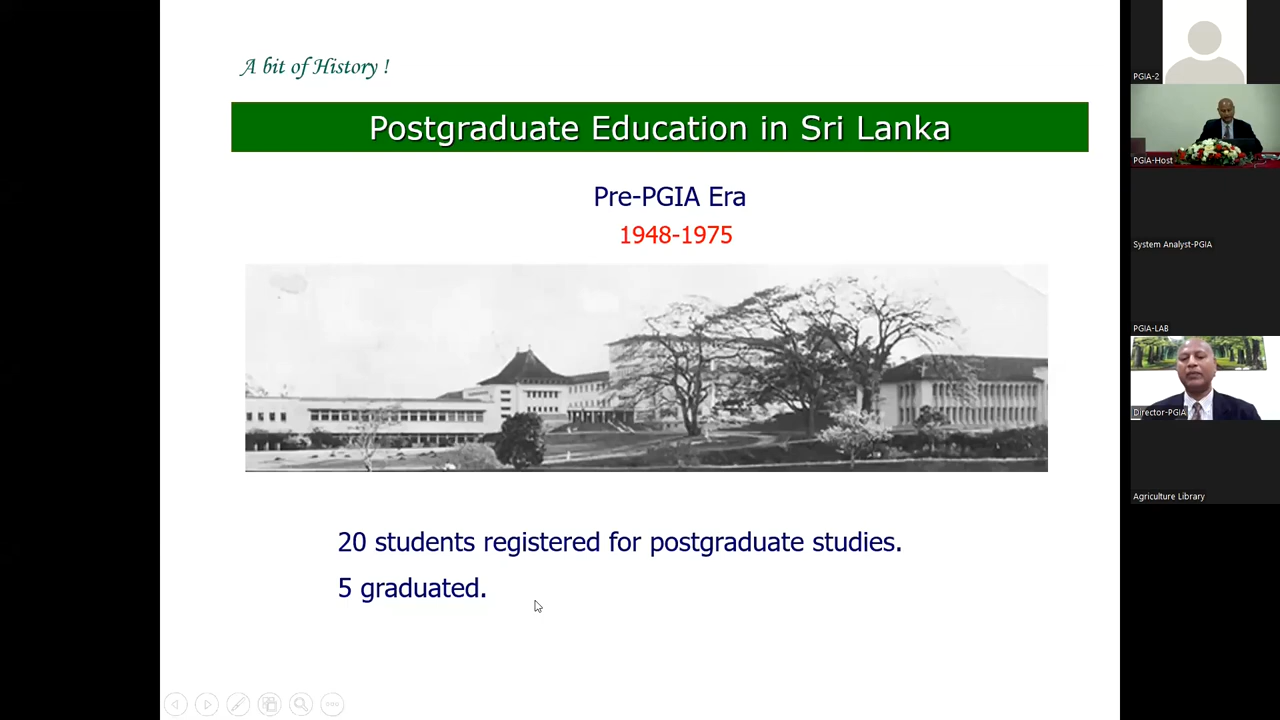 A bit of History !
Postgraduate Education in Sri Lanka
Pre-PGIA Era
1948-1975
20 students registered for postgraduate studies.
5 graduated.
PGIA-2
PGIA-Host
System Analyst-PGIA
PGIA-LAB
Director-PGIA
Agriculture Library